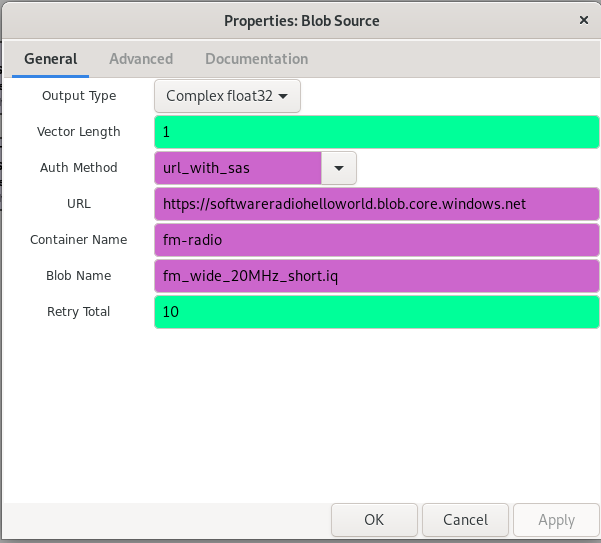 Properties: Blob Source
General Advanced Documentation
Output Type Complex float32
Vector Length 1
Auth Method url_with_sas
URL https://softwareradiohelloworld.blob.core.windows.net
Container Name fm-radio
Blob Name fm_wide_20MHz_short.iq
Retry Total 10
OK Cancel Apply